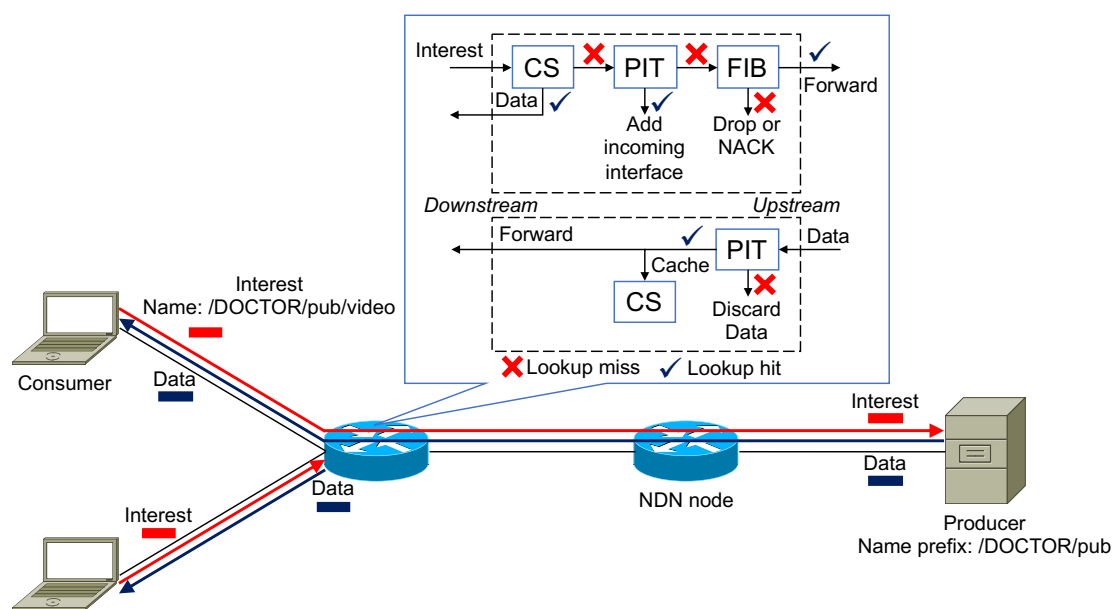 Interest
CS
PIT
FIB
Forward
Data
Add
incoming
interface
Drop or
NACK
Downstream
Upstream
Forward
PIT
Data
Cache
CS
Discard
Data
Lookup miss
Lookup hit
Interest
Name: /DOCTOR/pub/video
Consumer
Data
Interest
Data
Data
Interest
NDN node
Producer
Name prefix: /DOCTOR/pub